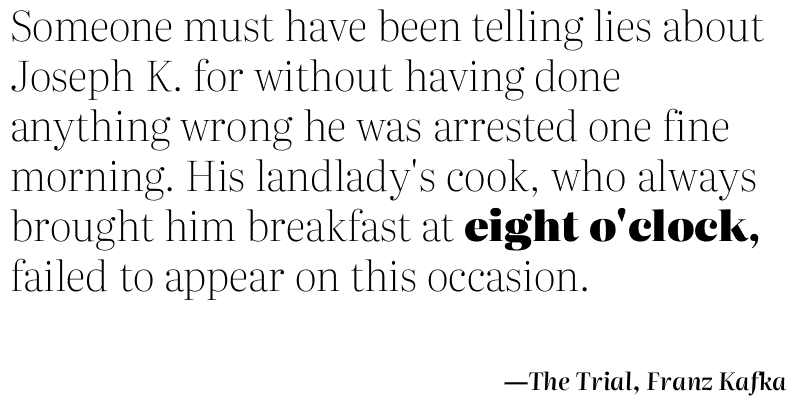 Someone must have been telling lies about
Joseph K. for without having done
anything wrong he was arrested one fine
morning. His landlady's cook, who always
brought him breakfast at eight o'clock,
failed to appear on this occasion.
—The Trial, Franz Kafka